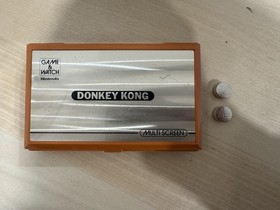 GAME
& WATCH
Nintendo
DONKEY KONG
MULTI SCREEN